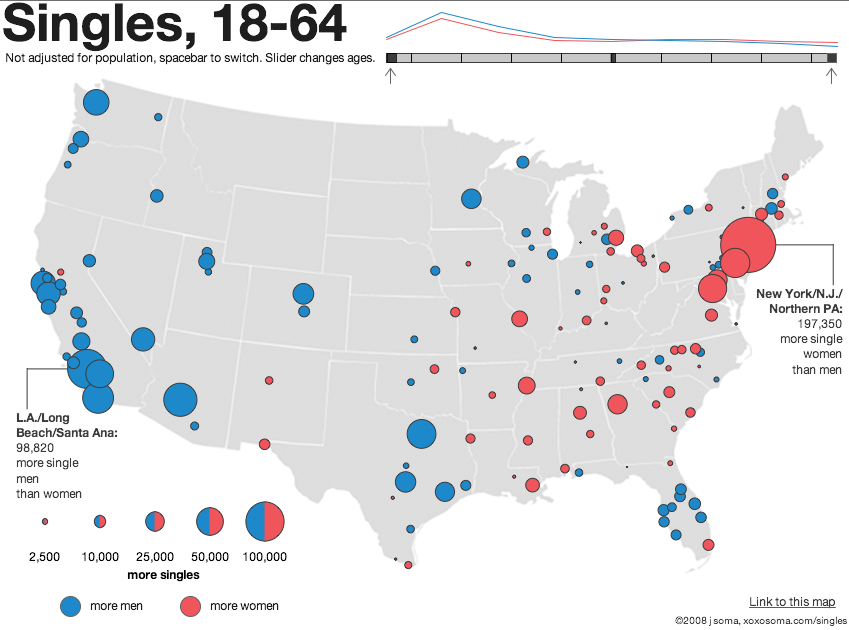 Singles, 18-64
Not adjusted for population, spacebar to switch. Slider changes ages.
New York/N.J./
Northern PA:
197,350
more single
women
than men
L.A./Long
Beach/Santa Ana:
98,820
more single
men
than women
2,500 10,000 25,000 50,000 100,000
more singles
more men more women
Link to this map
©2008 j soma, xoxosoma.com/singles